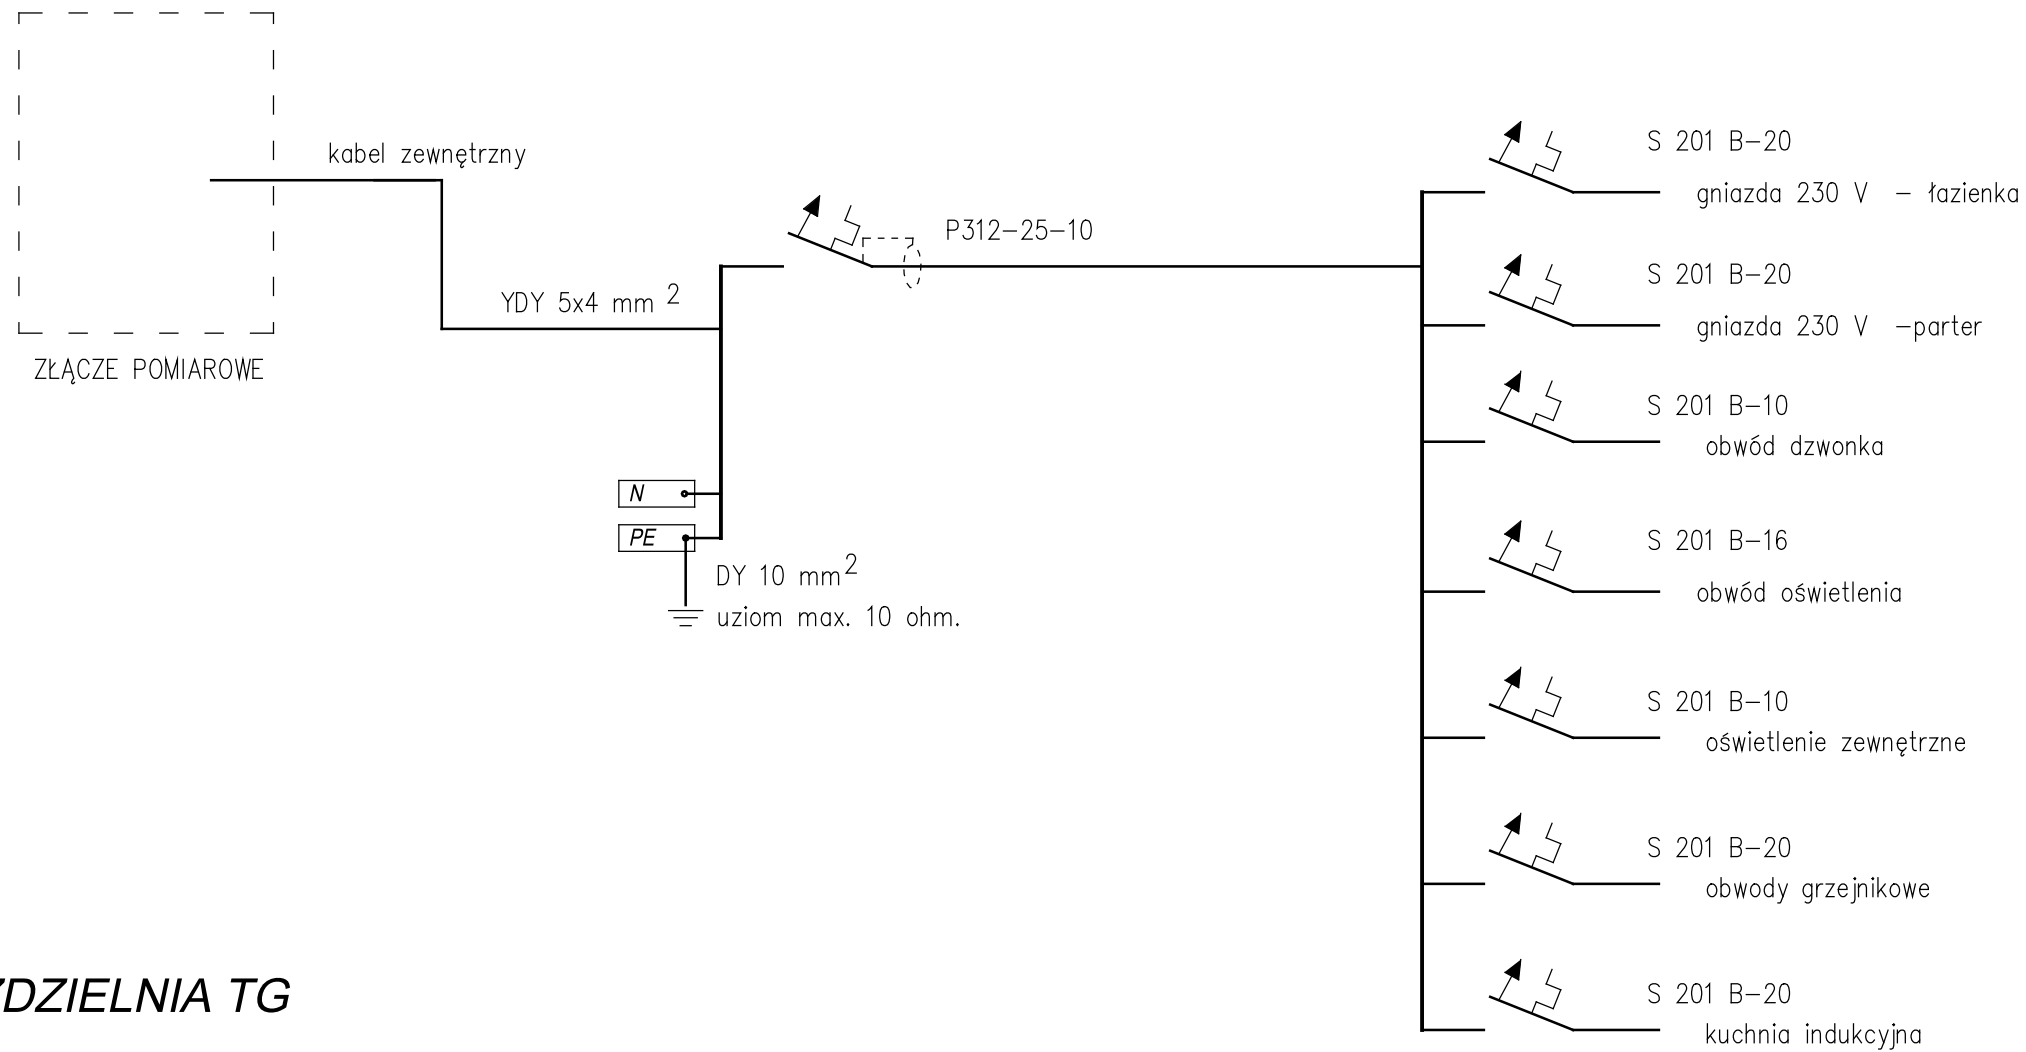 kabel zewnętrzny
YDY 5x4 mm 2
ZŁĄCZE POMIAROWE
P312-25-10
N
PE
DY 10 mm2
uziom max. 10 ohm.
S 201 B-20
gniazda 230 V - łazienka
S 201 B-20
gniazda 230 V -parter
S 201 B-10
obwód dzwonka
S 201 B-16
obwód oświetlenia
S 201 B-10
oświetlenie zewnętrzne
S 201 B-20
obwody grzejnikowe
S 201 B-20
kuchnia indukcyjna
ZDZIELNIA TG